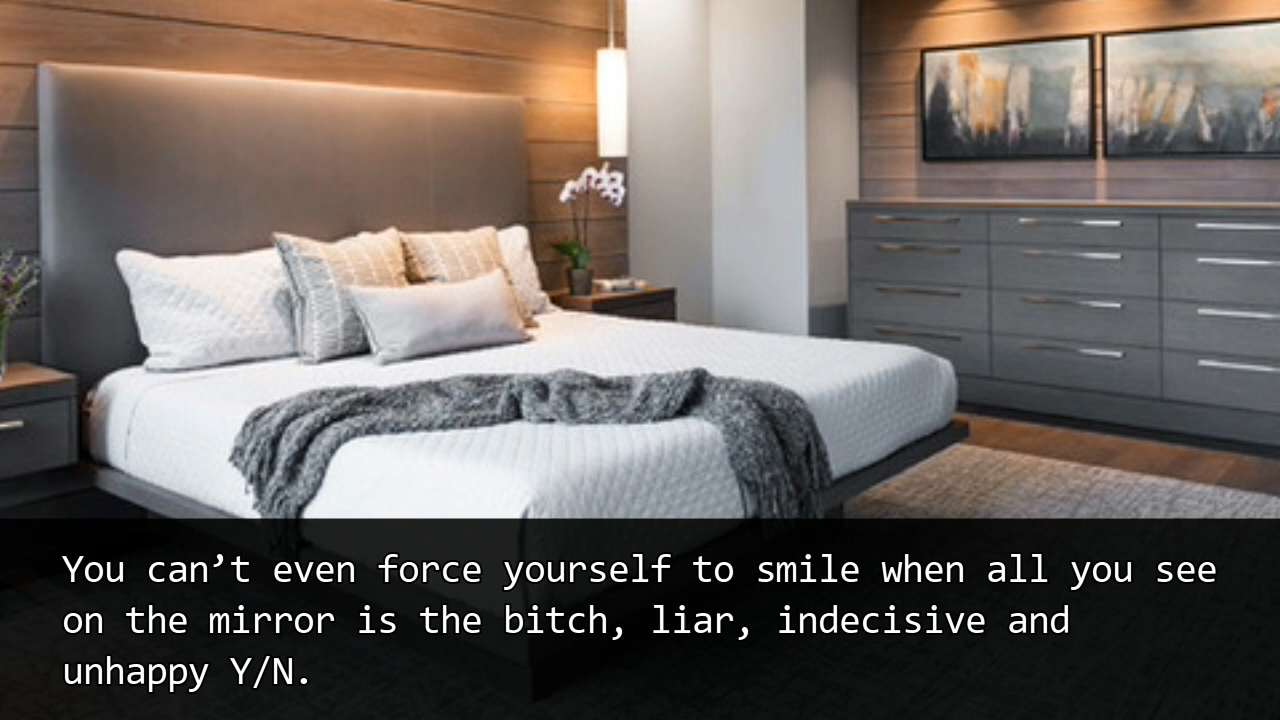 You can’t even force yourself to smile when all you see
on the mirror is the bitch, liar, indecisive and
unhappy Y/N.